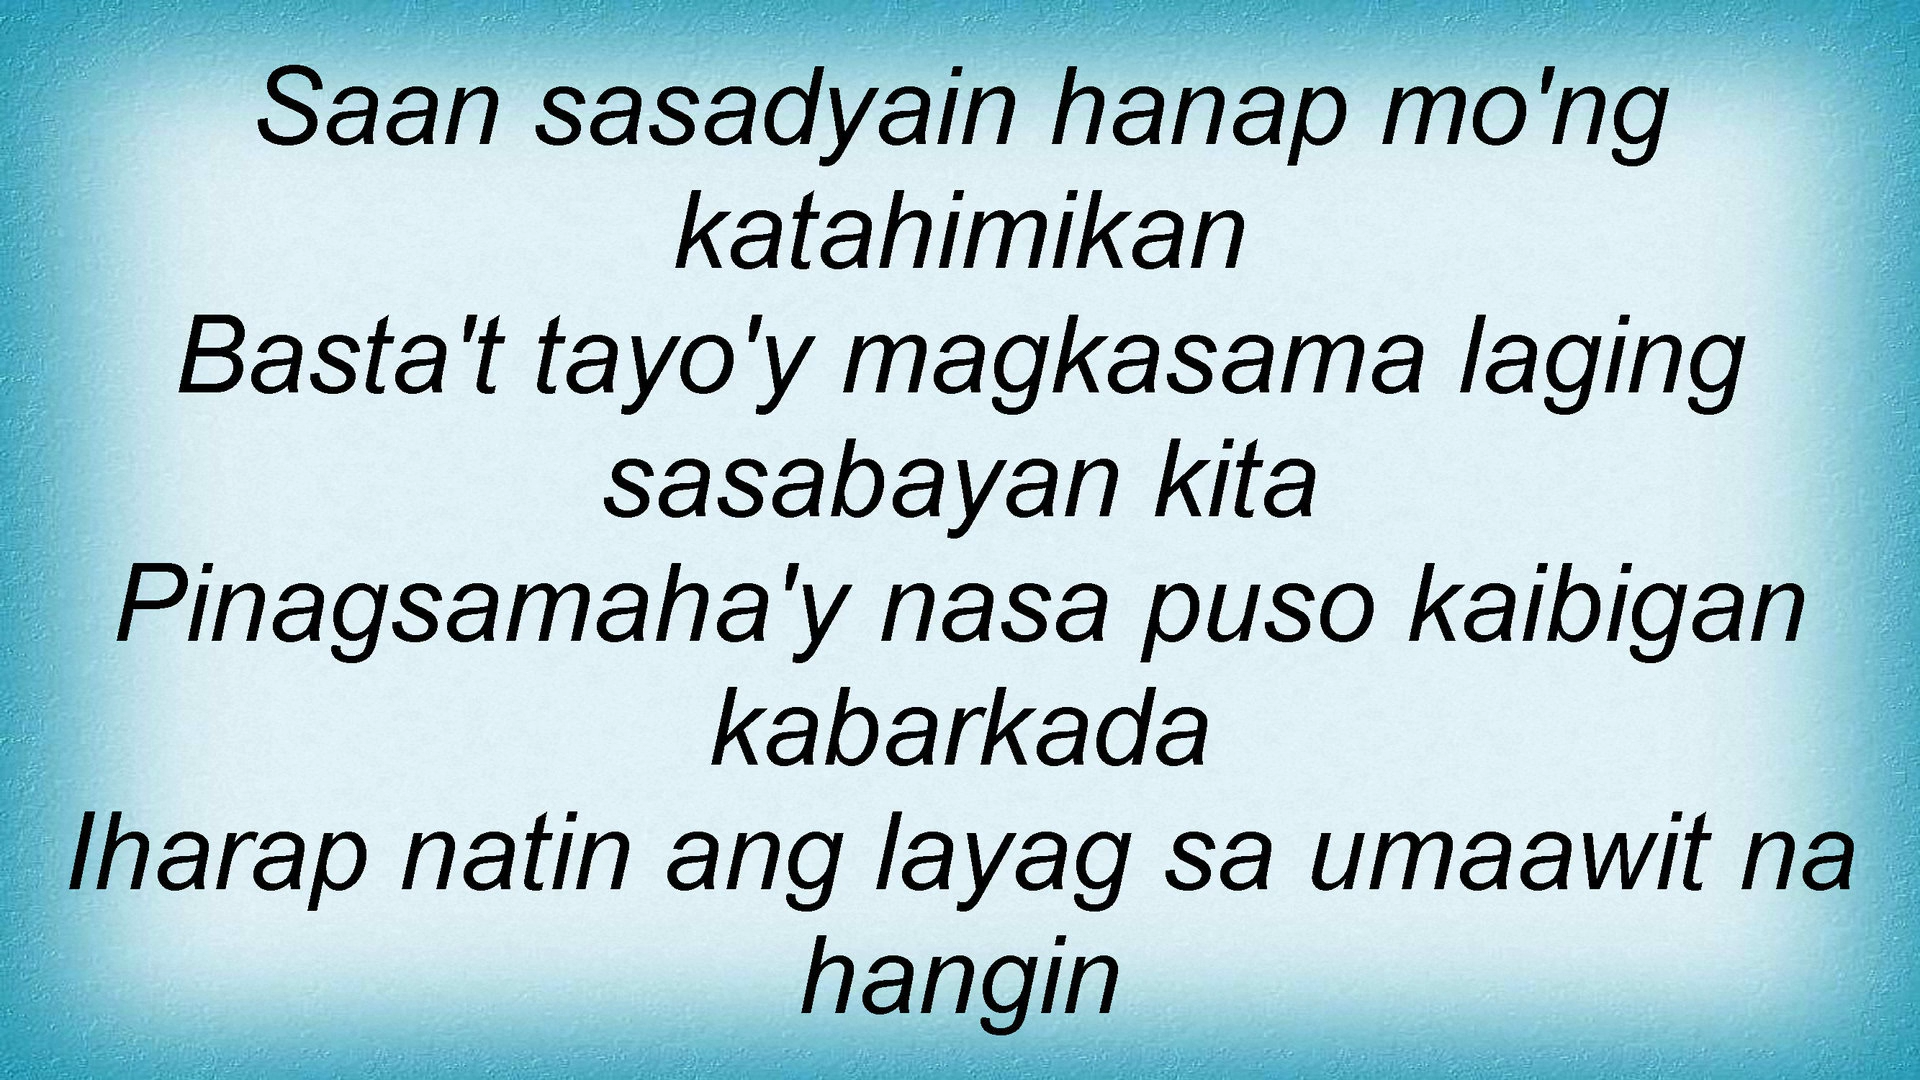 Saan sasadyain hanap mo'ng
katahimikan
Basta't tayo'y magkasama laging
sasabayan kita
Pinagsamaha'y nasa puso kaibigan
kabarkada
Iharap natin ang layag sa umaawit na
hangin